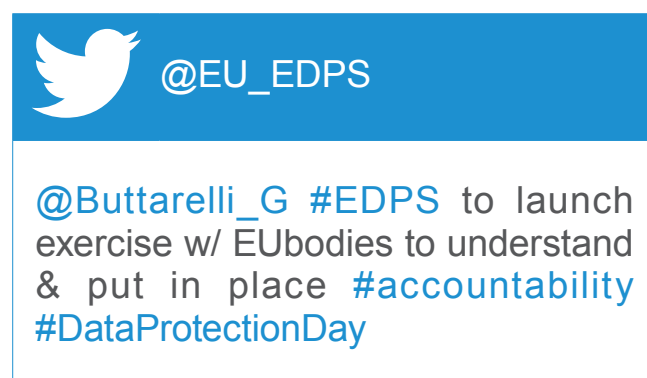 @EU_EDPS
@Buttarelli_G #EDPS to launch
exercise w/ EUbodies to understand
& put in place #accountability
#DataProtectionDay